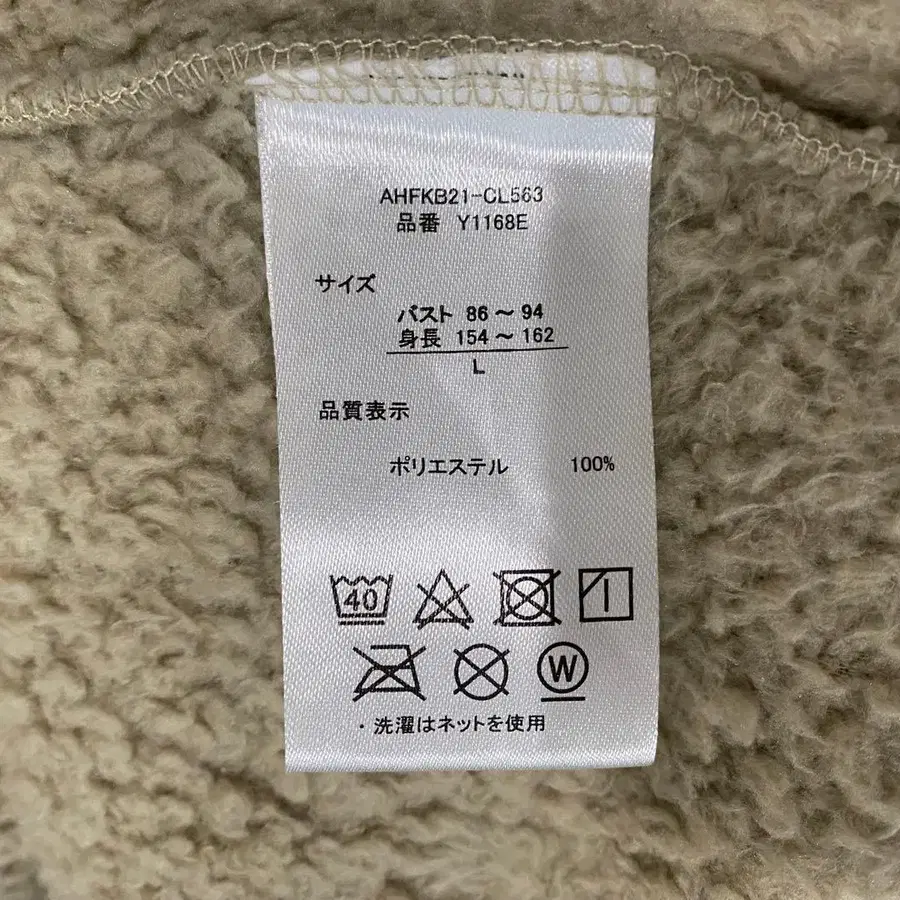 AHFKB21-CL563
品番 Y1168E
サイズ
バスト 86～94
身長 154～162
L
品質表示
ポリエステル 100%
40
W
・洗濯はネットを使用